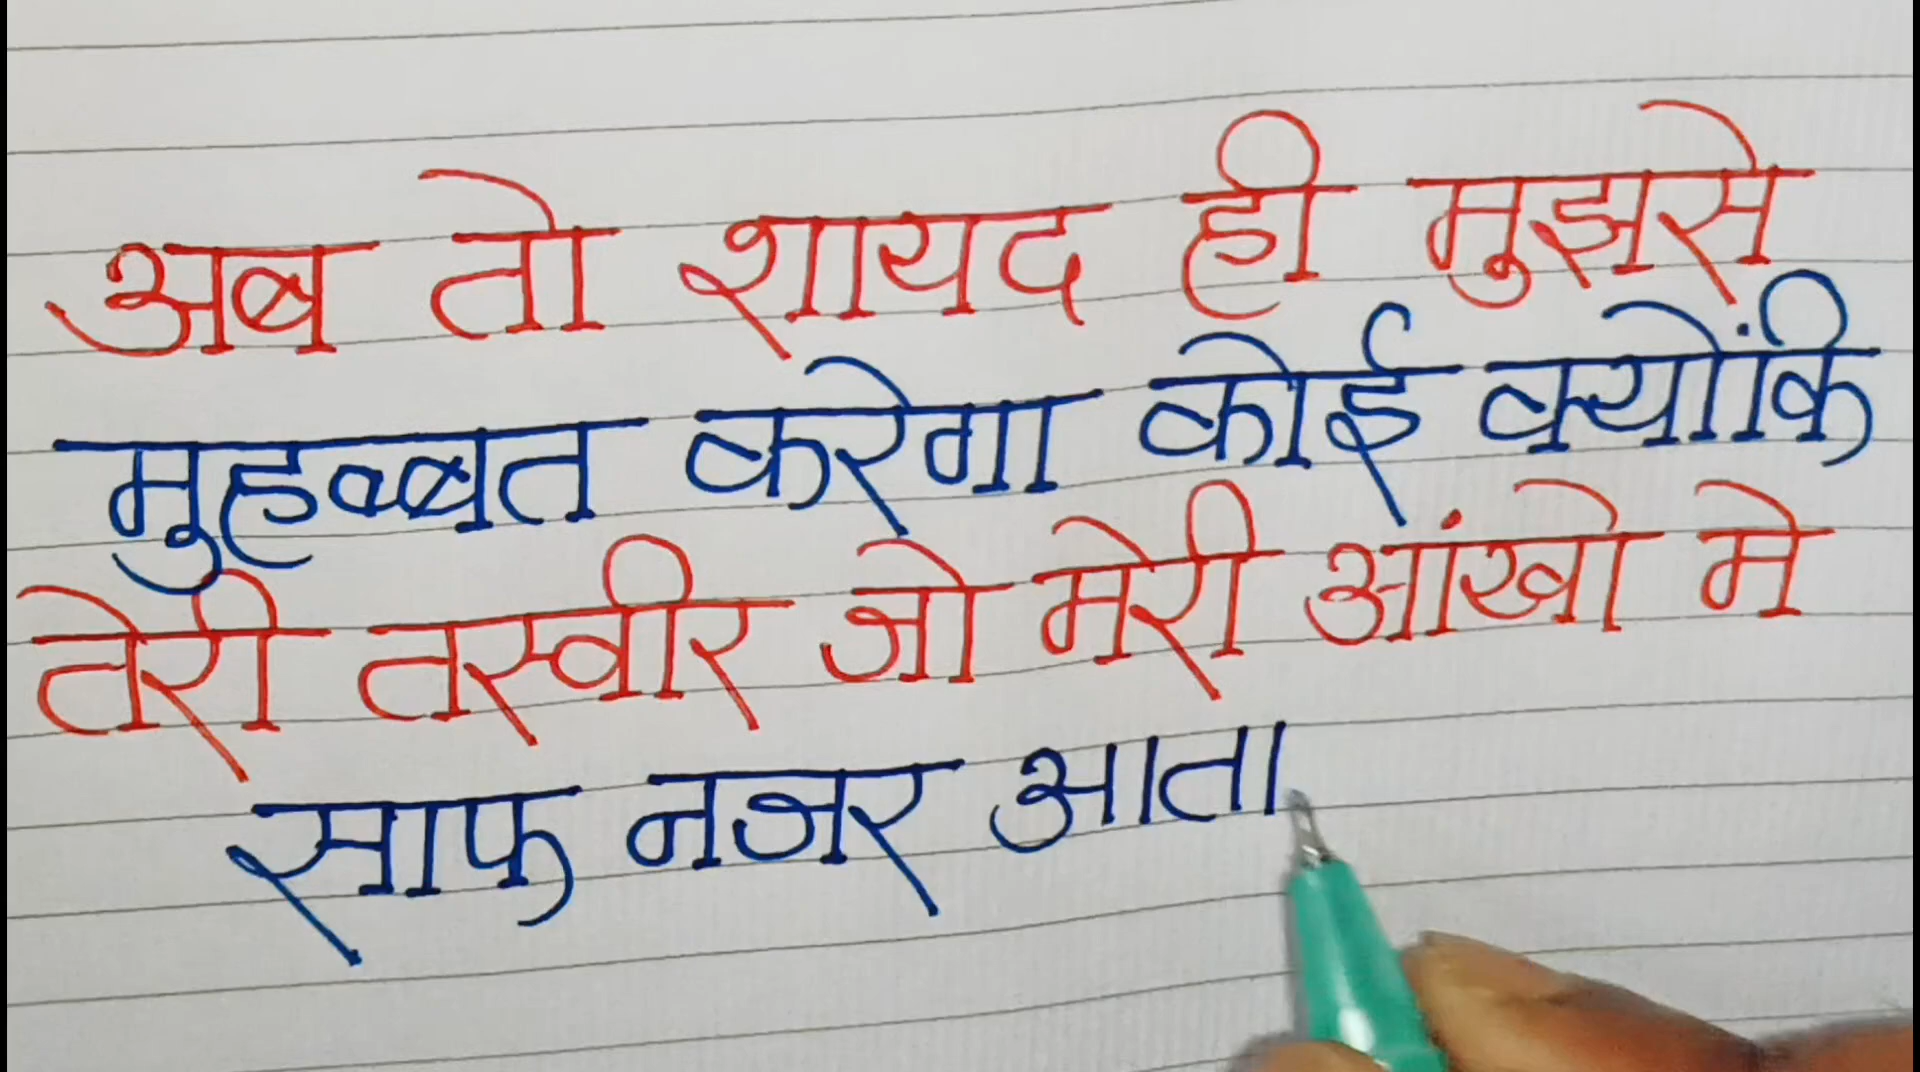 अब तो शायद ही मुझसे
मुहब्बत करेगा कोई क्योंकि
तेरी तस्वीर जो मेरी आंखो मे
साफ नजर आता